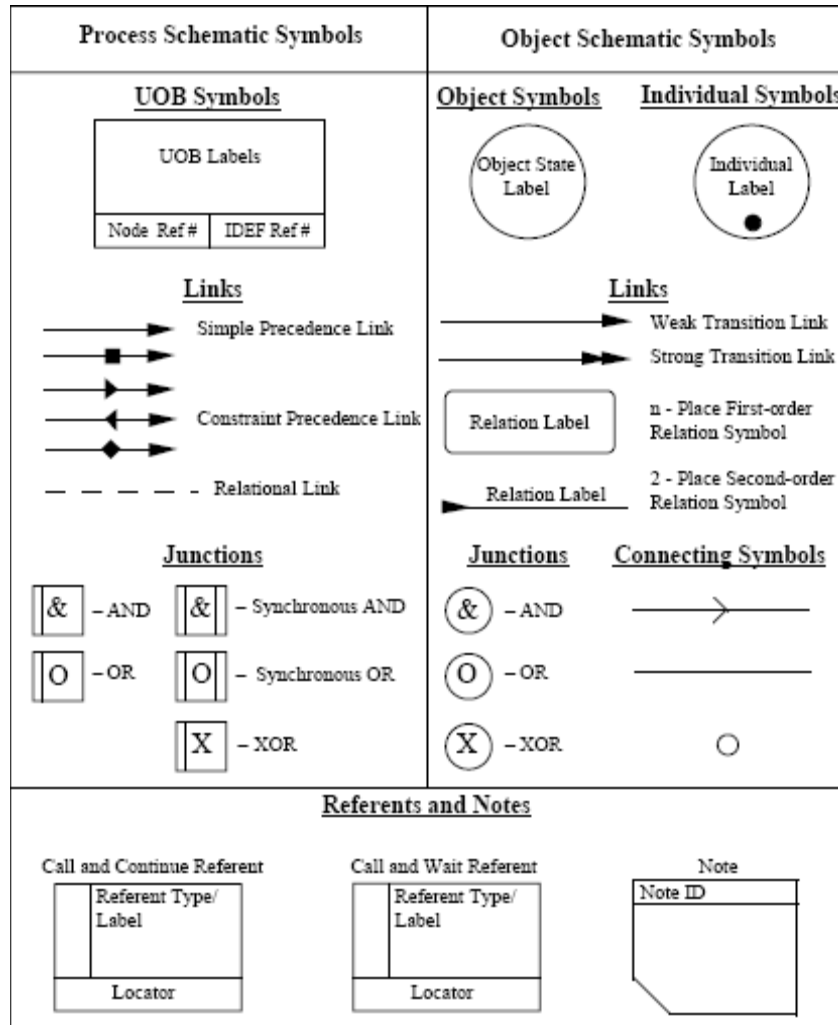 Process Schematic Symbols
Object Schematic Symbols
UOB Symbols
UOB Labels
Node Ref #
IDEF Ref #
Links
Simple Precedence Link
Constraint Precedence Link
Relational Link
Junctions
&
– AND
&
– Synchronous AND
O
– OR
O
– Synchronous OR
X
– XOR
Object Symbols
Individual Symbols
Object State
Label
Individual
Label
Links
Weak Transition Link
Strong Transition Link
Relation Label
n - Place First-order
Relation Symbol
Relation Label
2 - Place Second-order
Relation Symbol
Junctions
Connecting Symbols
&
– AND
O
– OR
X
– XOR
Referents and Notes
Call and Continue Referent
Referent Type/
Label
Locator
Call and Wait Referent
Referent Type/
Label
Locator
Note
Note ID